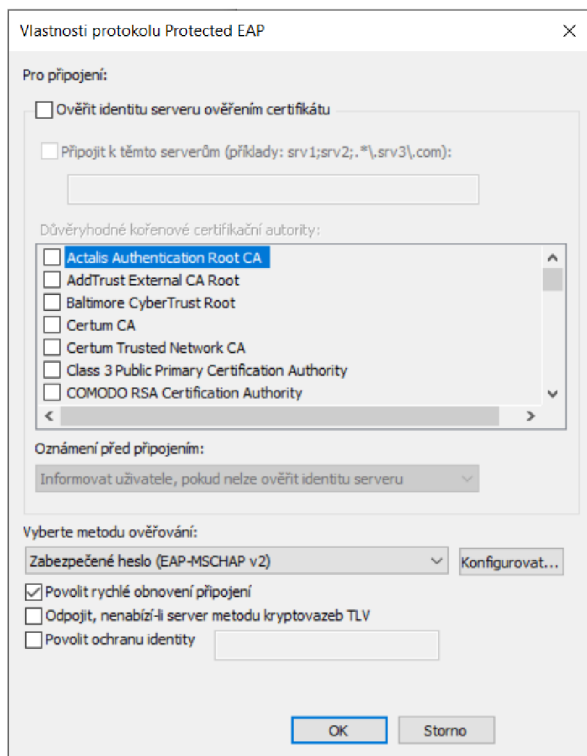 Vlastnosti protokolu Protected EAP
Pro připojení:
Ověřit identitu serveru ověřením certifikátu
Připojit k těmto serverům (příklady: srv1;srv2;.*\.srv3\.com):
Důvěryhodné kořenové certifikační autority:
Actalis Authentication Root CA
AddTrust External CA Root
Baltimore CyberTrust Root
Certum CA
Certum Trusted Network CA
Class 3 Public Primary Certification Authority
COMODO RSA Certification Authority
Oznámení před připojením:
Informovat uživatele, pokud nelze ověřit identitu serveru
Vyberte metodu ověřování:
Zabezpečené heslo (EAP-MSCHAP v2) Konfigurovat...
Povolit rychlé obnovení připojení
Odpojit, nenabízí-li server metodu kryptovazeb TLV
Povolit ochranu identity
OK Storno